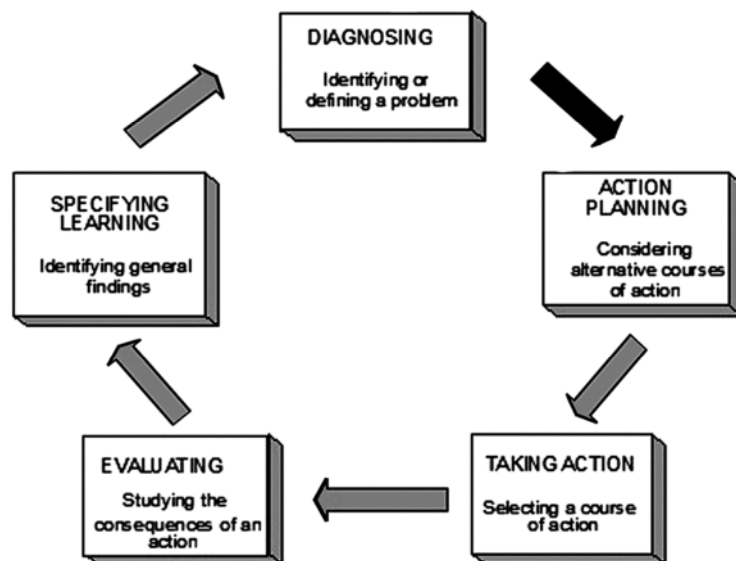 DIAGNOSING
Identifying or
defining a problem
ACTION
PLANNING
Considering
alternative courses
of action
TAKING ACTION
Selecting a course
of action
EVALUATING
Studying the
consequences of an
action
SPECIFYING
LEARNING
Identifying general
findings